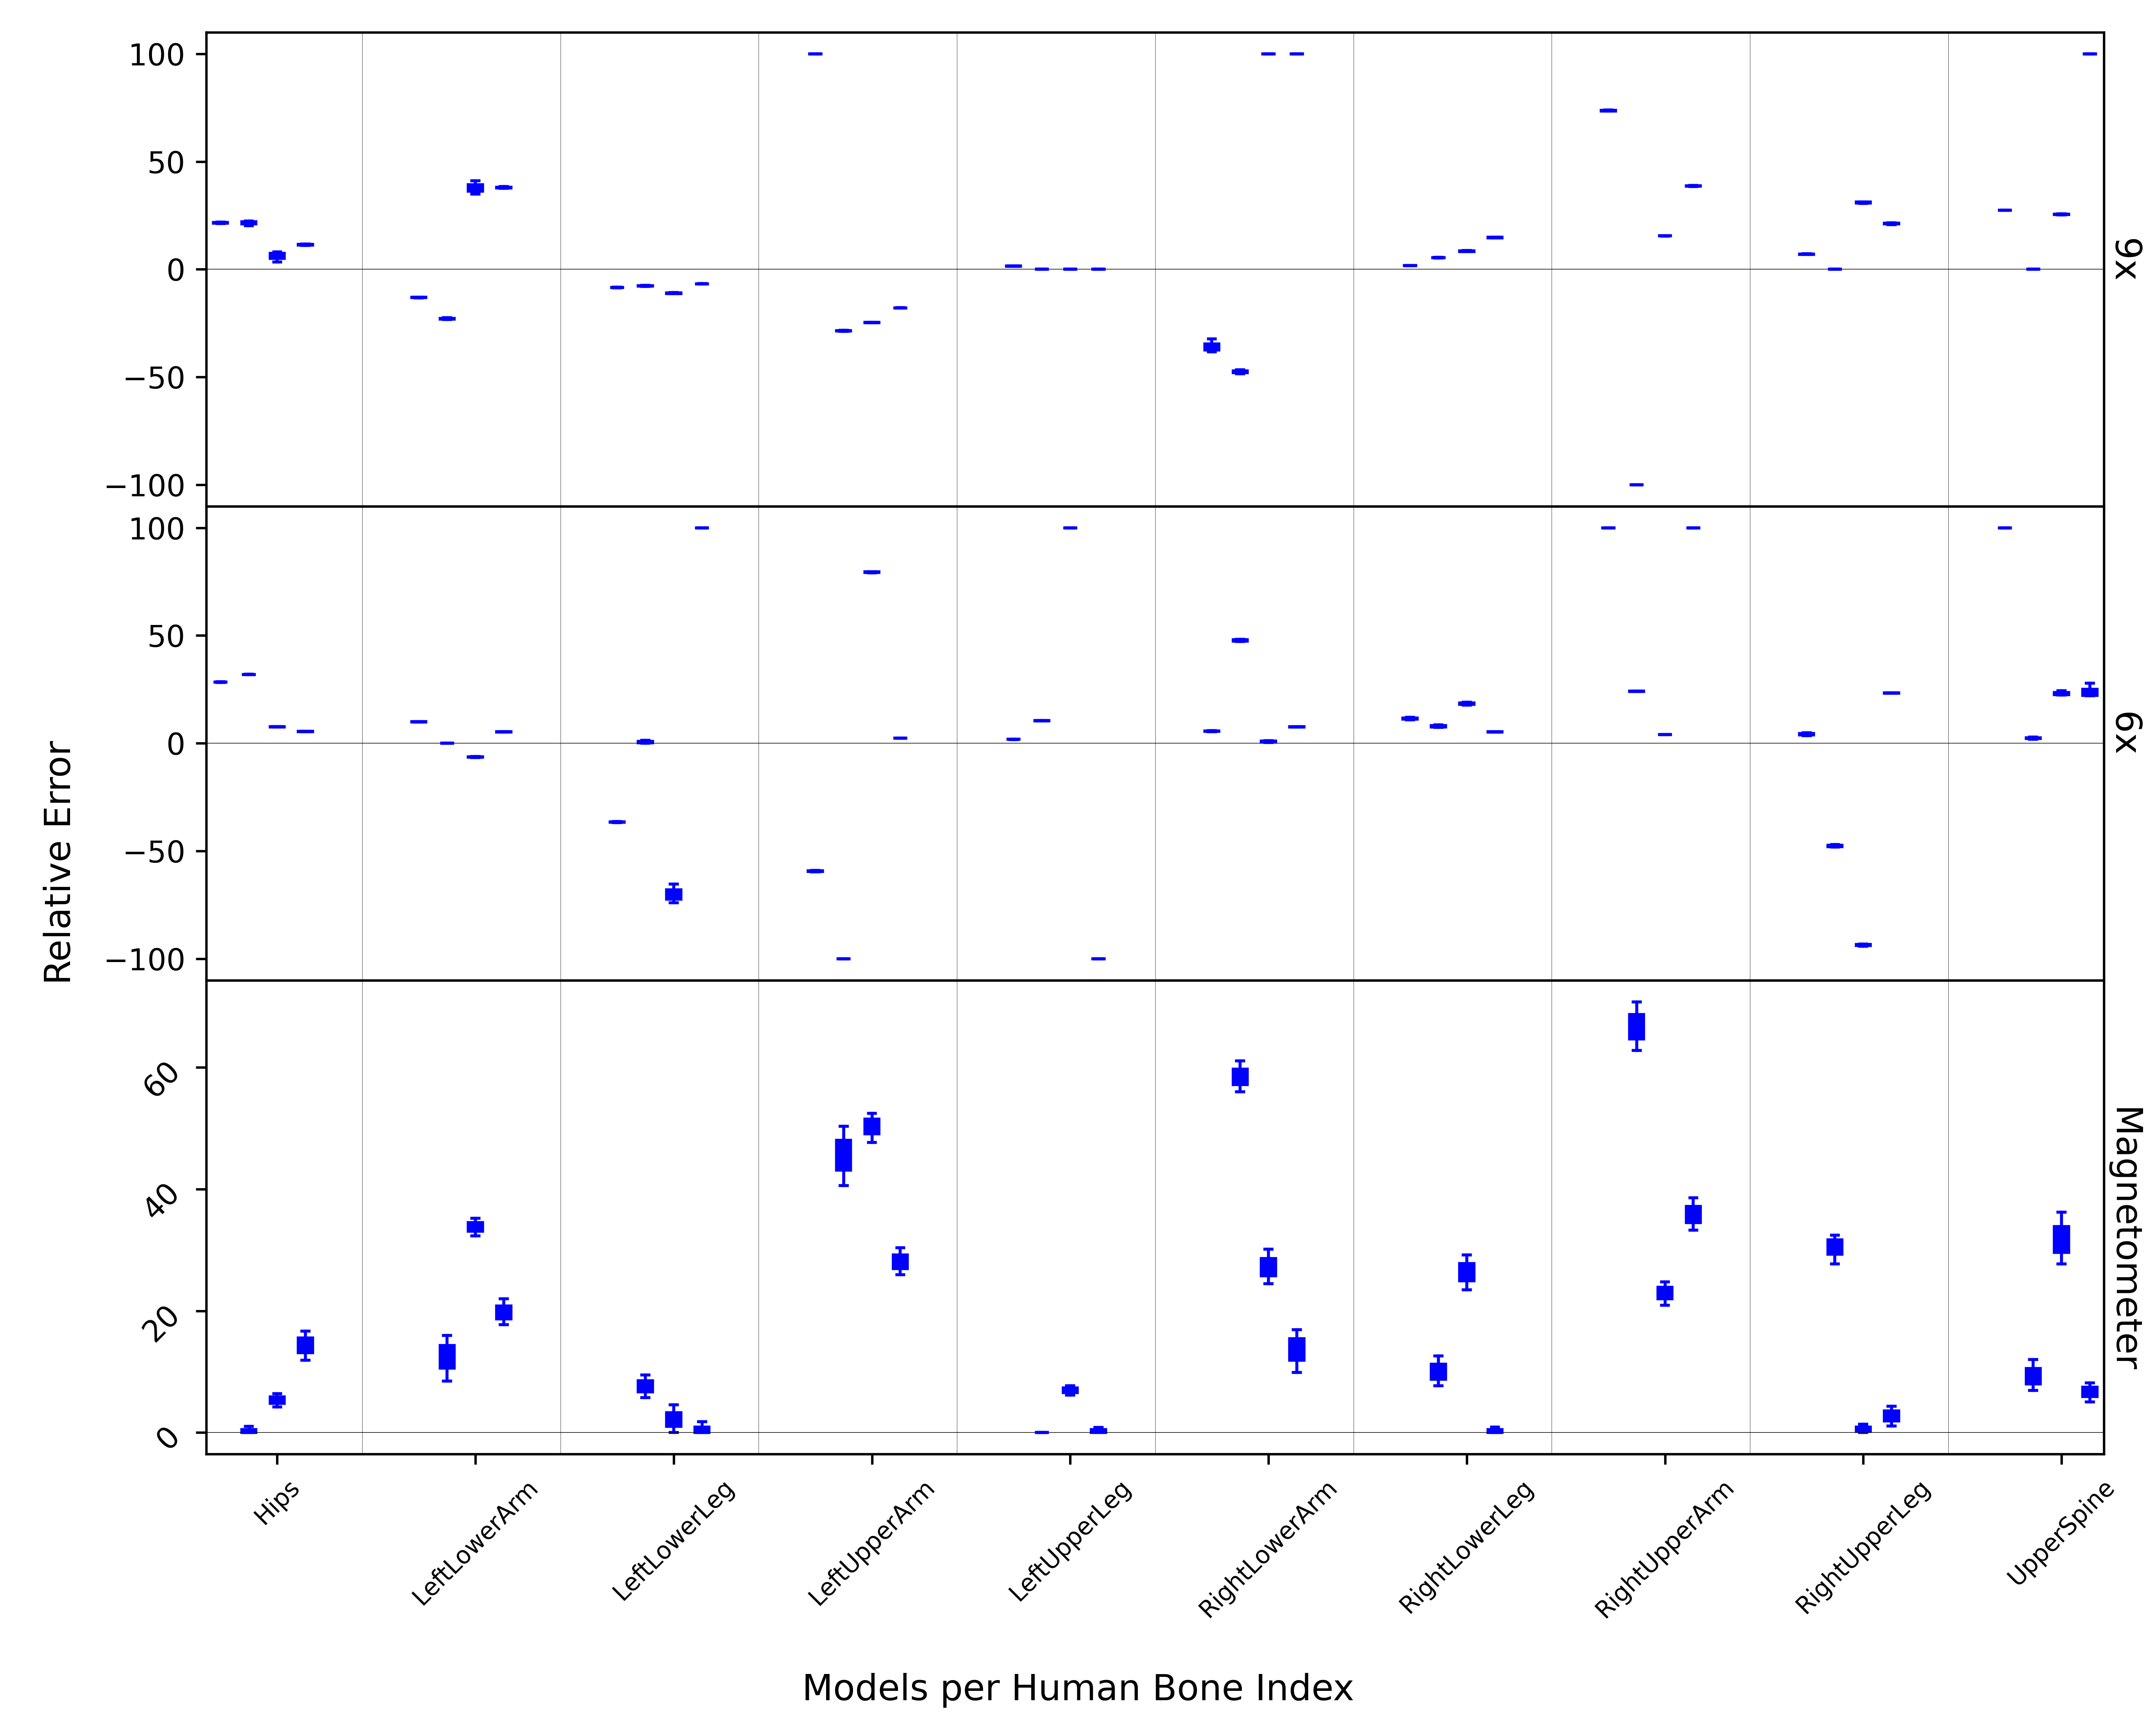 100
50
0
−50
−100
9x
100
50
0
−50
−100
6x
Relative Error
60
40
20
0
Magnetometer
Hips
LeftLowerArm
LeftLowerLeg
LeftUpperArm
LeftUpperLeg
RightLowerArm
RightLowerLeg
RightUpperArm
RightUpperLeg
UpperSpine
Models per Human Bone Index